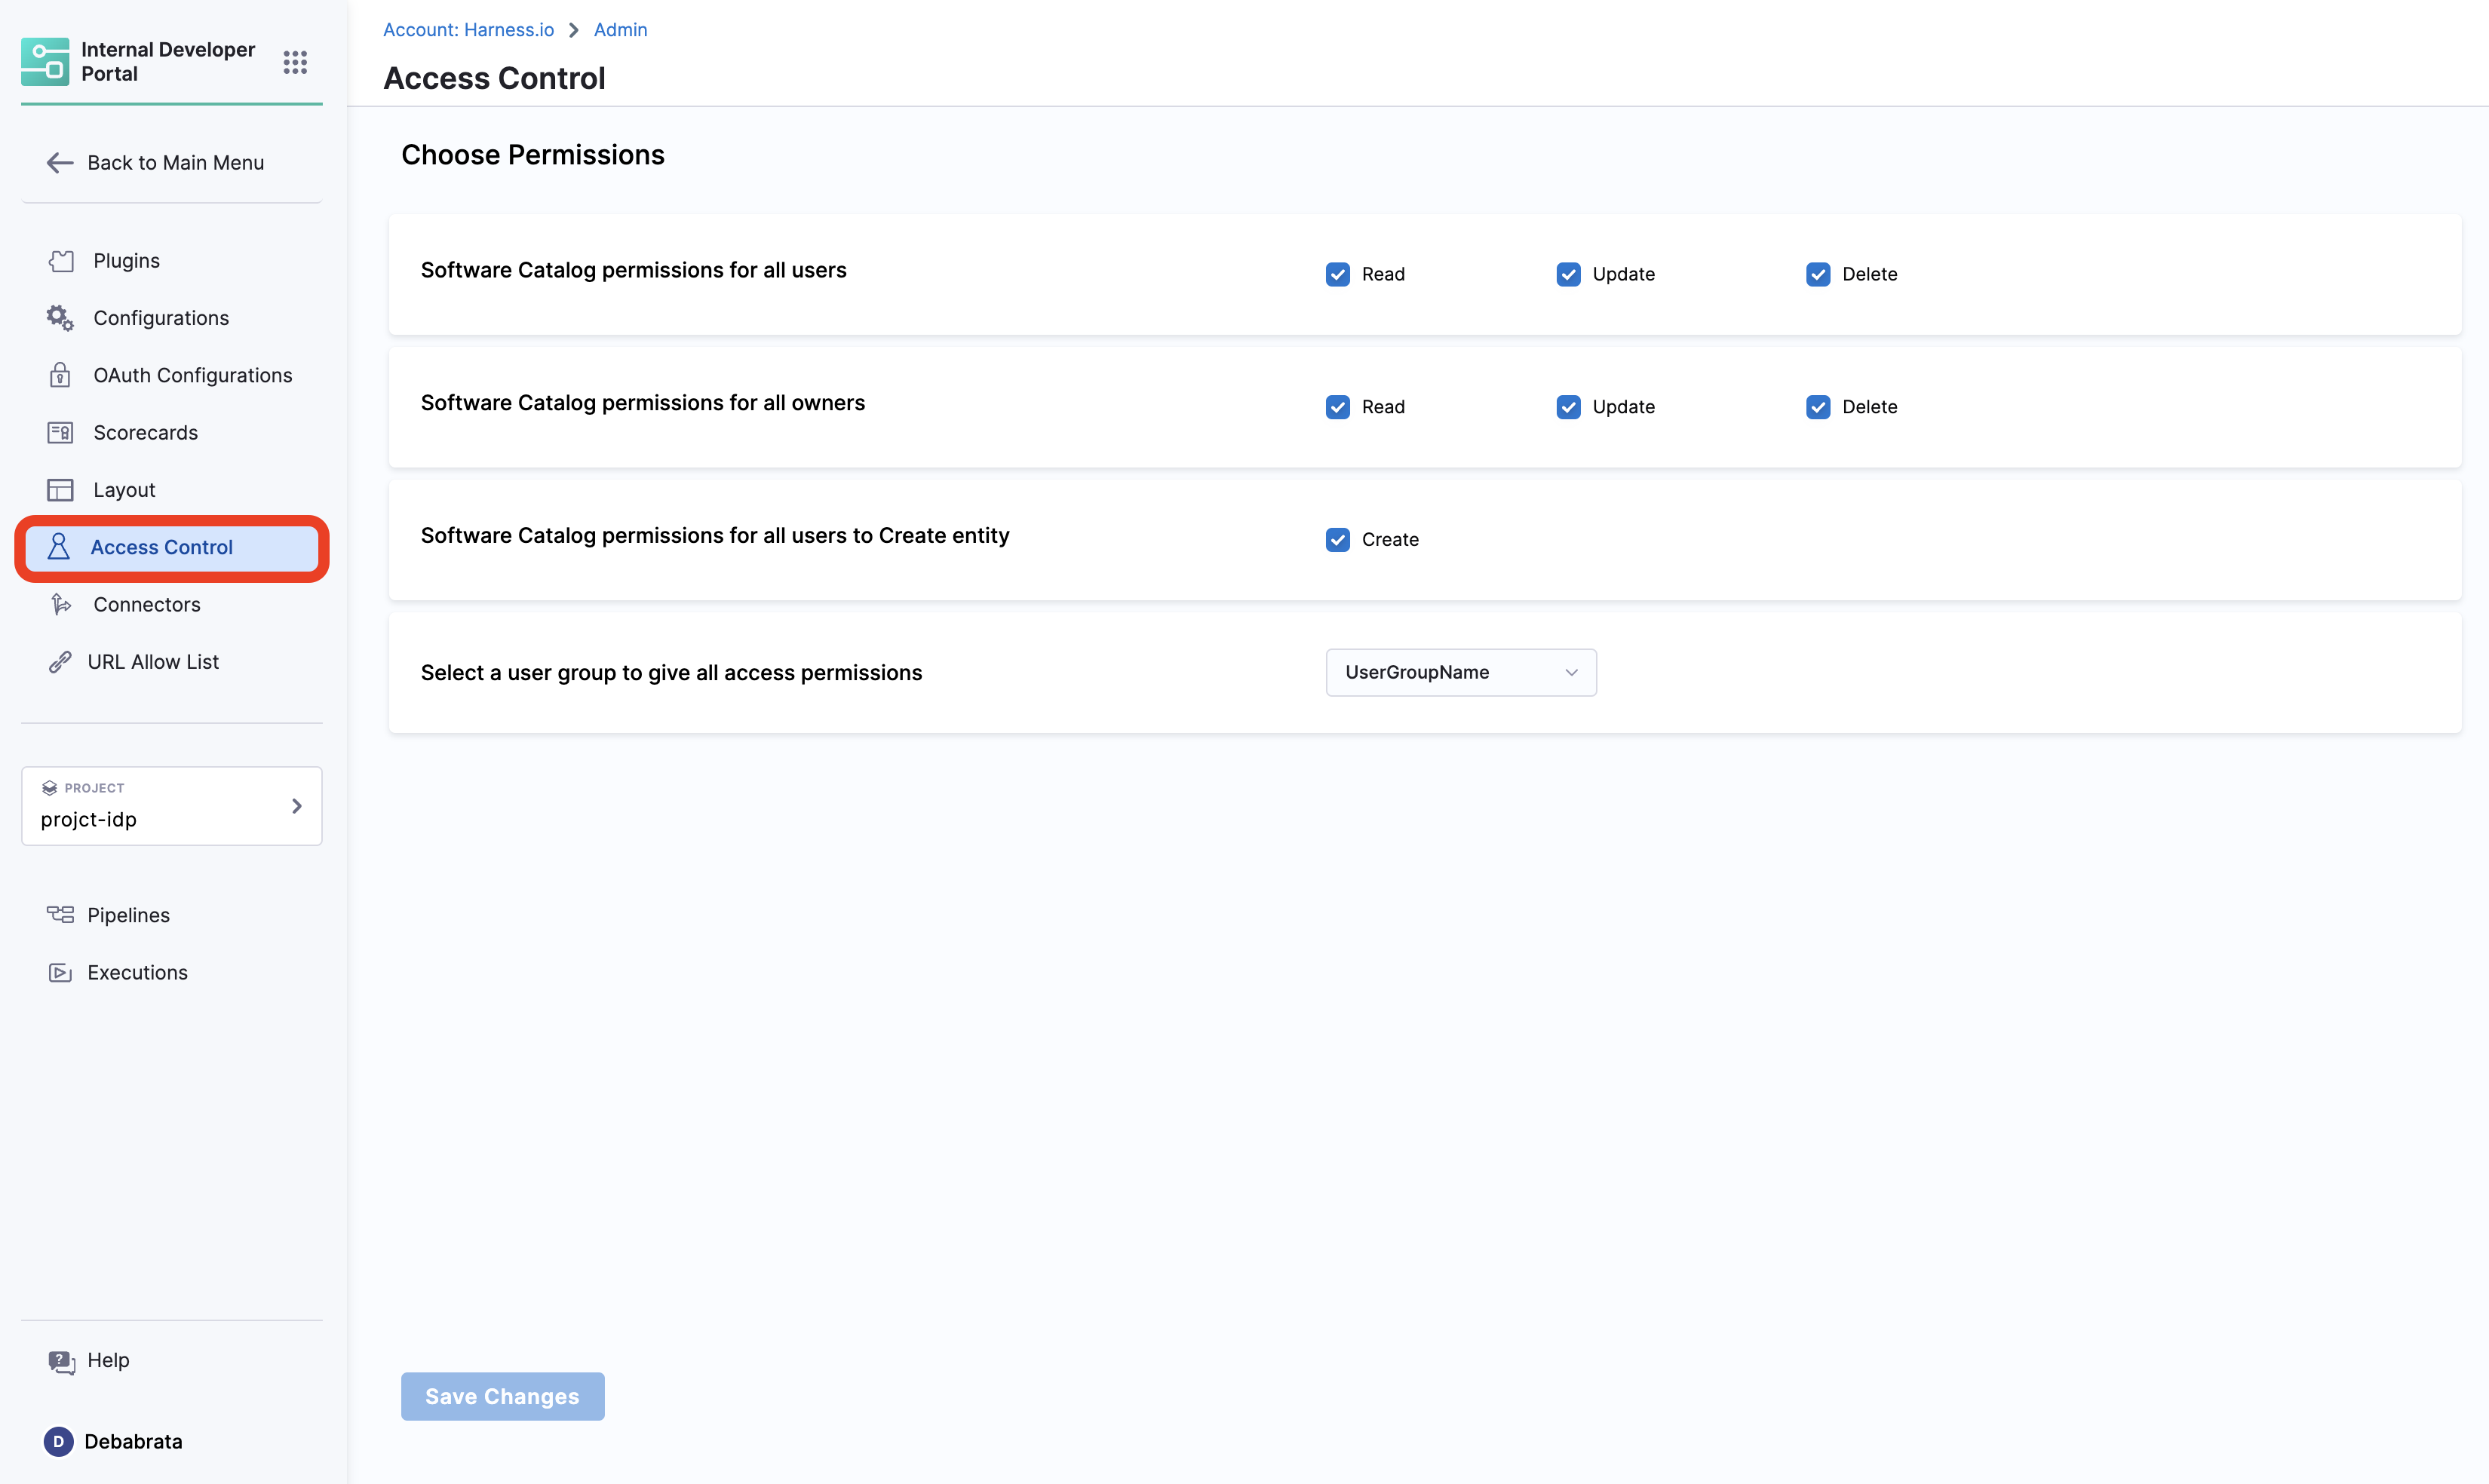 Internal Developer
Portal
Back to Main Menu
Plugins
Configurations
OAuth Configurations
Scorecards
Layout
Access Control
Connectors
URL Allow List
PROJECT
projct-idp
Pipelines
Executions
Help
D Debabrata
Account: Harness.io > Admin
Access Control
Choose Permissions
Software Catalog permissions for all users Read Update Delete
Software Catalog permissions for all owners Read Update Delete
Software Catalog permissions for all users to Create entity Create
Select a user group to give all access permissions UserGroupName
Save Changes